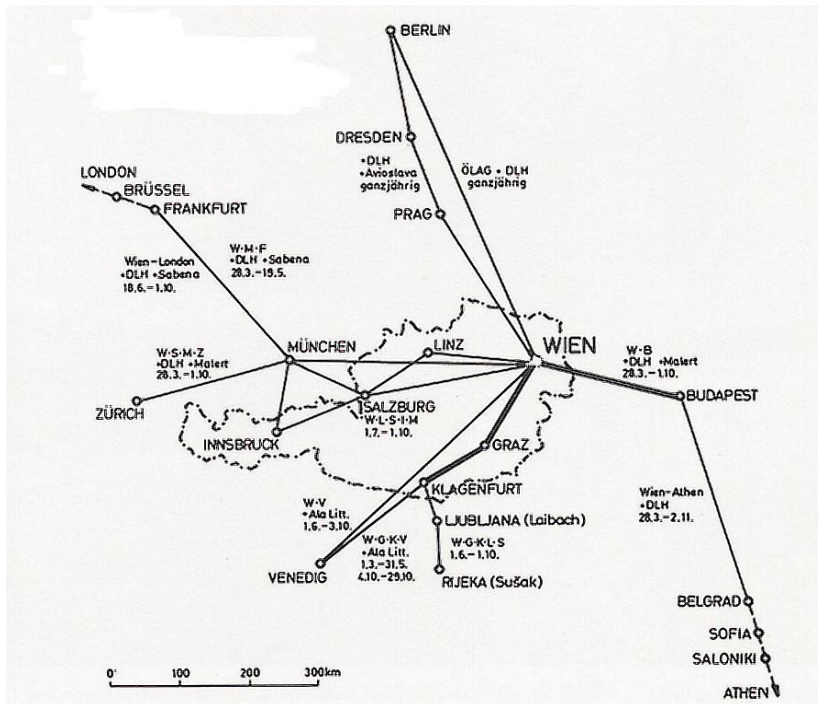 BERLIN
DRESDEN
+DLH
+Avioslava
ganzjährig
ÖLAG + DLH
ganzjährig
LONDON
BRÜSSEL
FRANKFURT
PRAG
W·M·F
+DLH +Sabena
28.3.–19.5.
Wien–London
+DLH +Sabena
18.6.–1.10.
WIEN
LINZ
MÜNCHEN
W·S·M·Z
+DLH +Malert
28.3.–1.10.
W·B
+DLH +Malert
28.3.–1.10.
BUDAPEST
ZÜRICH
SALZBURG
W·L·S·I·M
1.7.–1.10.
INNSBRUCK
GRAZ
KLAGENFURT
Wien–Athen
+DLH
28.3.–2.11.
W·V
+Ala Litt.
1.6.–3.10.
LJUBLJANA (Laibach)
W·G·K·V
+Ala Litt.
1.3.–31.5.
4.10.–29.10.
W·G·K·L·S
1.6.–1.10.
VENEDIG
RIJEKA (Sušak)
BELGRAD
SOFIA
SALONIKI
ATHEN
0 100 200 300km